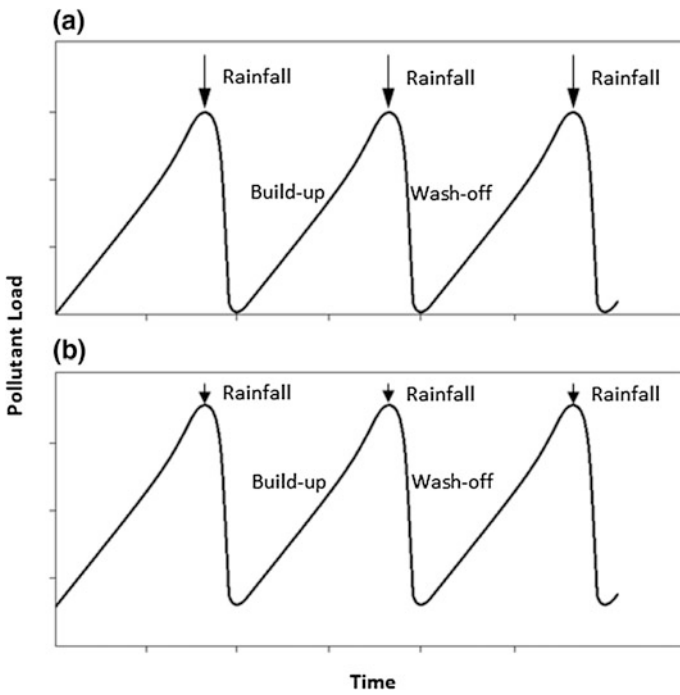 (a)
Rainfall Rainfall Rainfall
Build-up Wash-off
Pollutant Load
(b)
Rainfall Rainfall Rainfall
Build-up Wash-off
Time